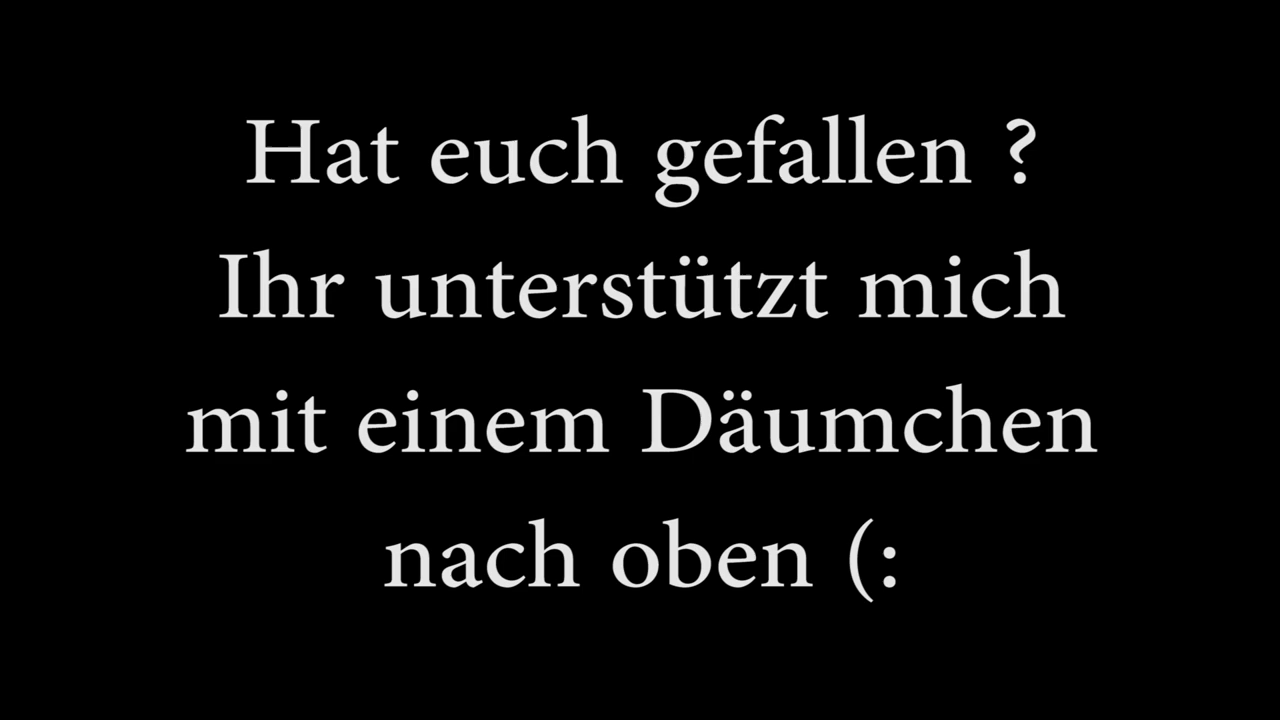 Hat euch gefallen ?
Ihr unterstützt mich
mit einem Däumchen
nach oben (: